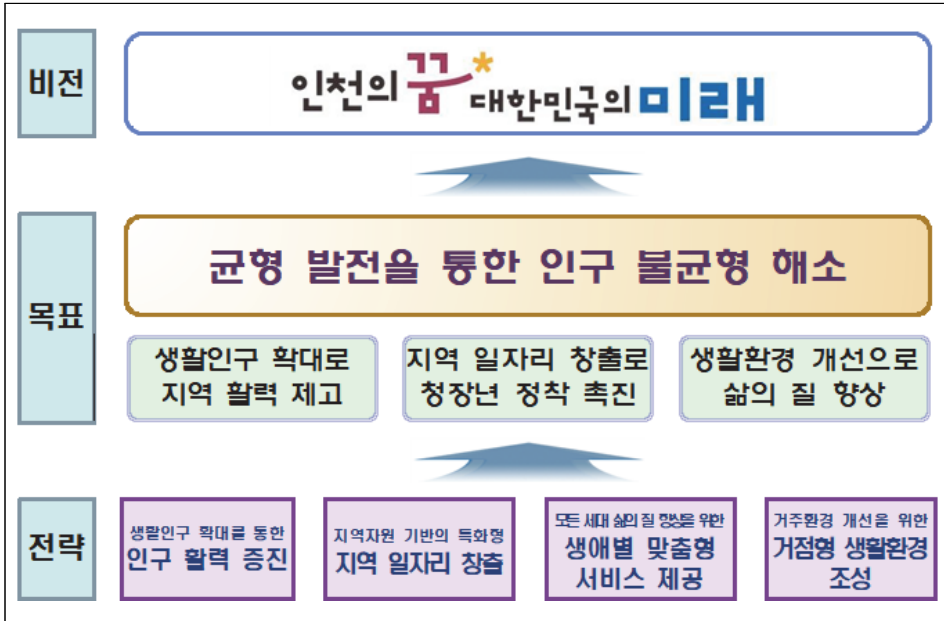 비전
인천의 꿈* 대한민국의 미래
목표
균형 발전을 통한 인구 불균형 해소
생활인구 확대로
지역 활력 제고
지역 일자리 창출로
청장년 정착 촉진
생활환경 개선으로
삶의 질 향상
전략
생활인구 확대를 통한
인구 활력 증진
지역자원 기반의 특화형
지역 일자리 창출
모든 세대 삶의 질 향상을 위한
생애별 맞춤형
서비스 제공
거주환경 개선을 위한
거점형 생활환경
조성